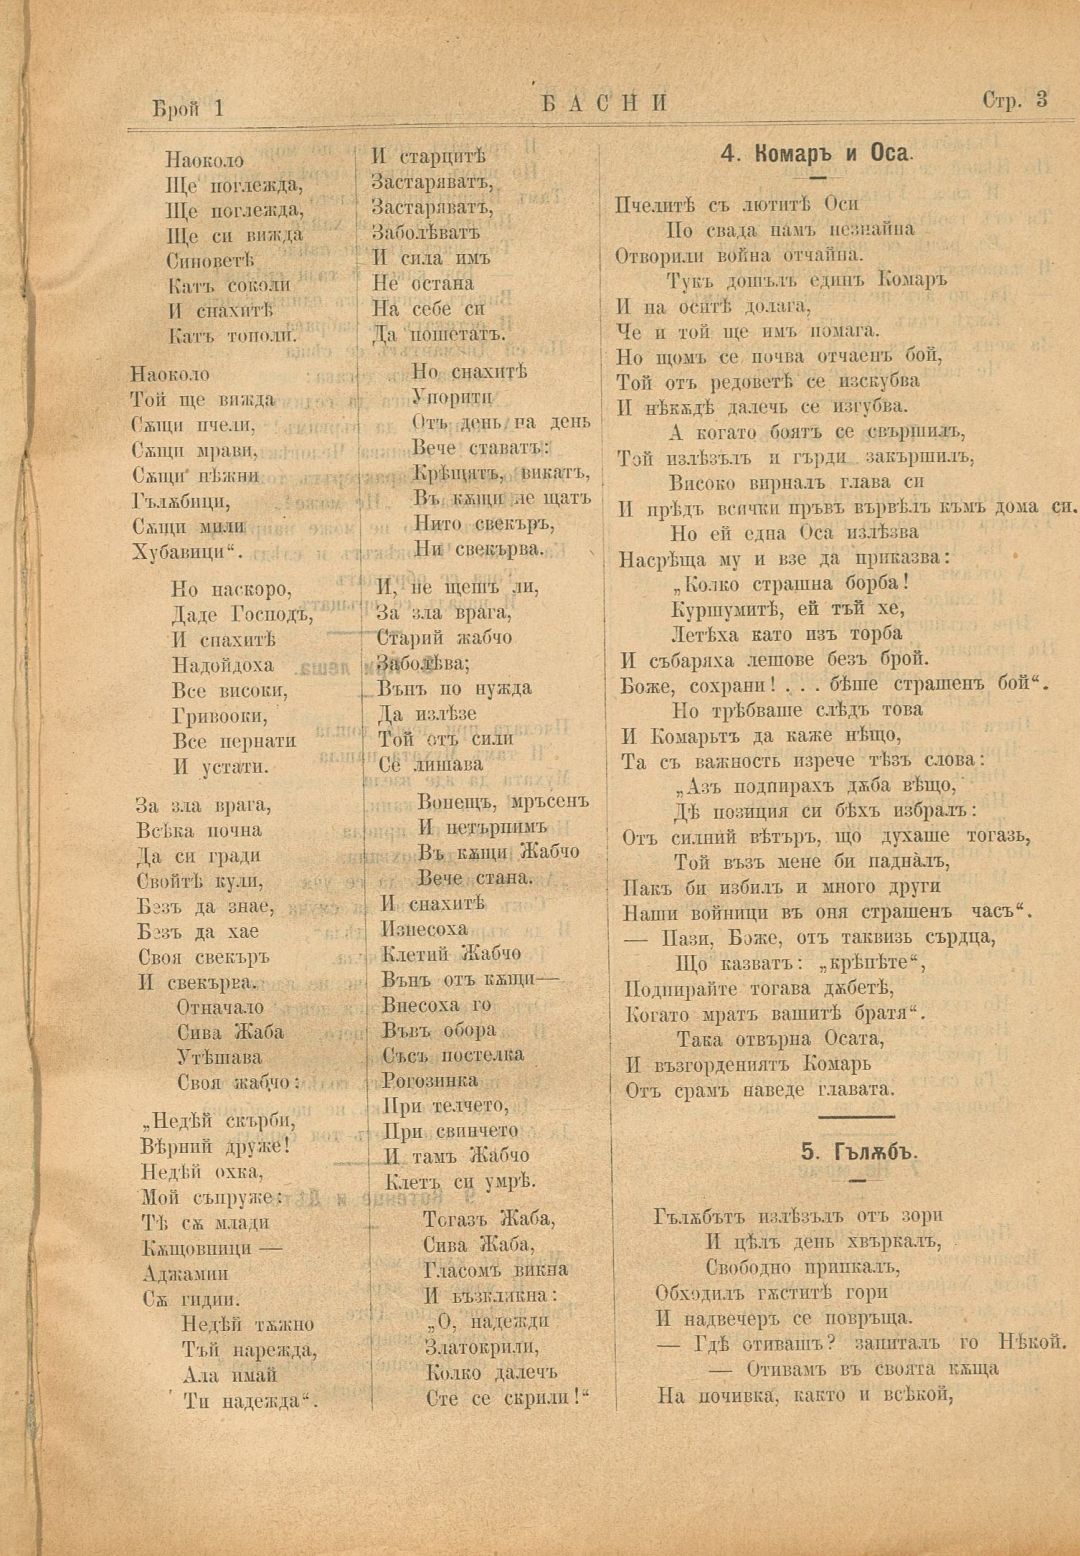 Брой 1
БАСНИ
Стр. 3
Наоколо
Ще поглежда,
Ще поглежда,
Ще си вижда
Синоветѣ
Катъ соколи
И снахитѣ
Катъ тополи.
Наоколо
Той ще вижда
Сѫщи пчели,
Сѫщи мрави,
Сѫщи нѣжни
Гълѫбици,
Сѫщи мили
Хубавици“.
Но наскоро,
Даде Господъ,
И снахитѣ
Надойдоха
Все високи,
Гривооки,
Все пернати
И устати.
За зла врага,
Всѣка почна
Да си гради
Свойтѣ кули,
Безъ да знае,
Безъ да хае
Своя свекъръ
И свекърва.
Отначало
Сива Жаба
Утѣшава
Своя жабчо:
„Недѣй скърби,
Вѣрний друже!
Недѣй охка,
Мой съпруже:
Тѣ сѫ млади
Кѫщовници —
Аджамии
Сѫ гидии.
Недѣй тѫжно
Тъй нарежда,
Ала имай
Ти надежда“.
И старцитѣ
Застаряватъ,
Застаряватъ,
Заболѣватъ
И сила имъ
Не остана
На себе си
Да пошетатъ.
Но снахитѣ
Упорити
Отъ день на день
Вече ставатъ:
Крѣщятъ, викатъ,
Въ кѫщи не щатъ
Нито свекъръ,
Ни свекърва.
И, не щешъ ли,
За зла врага,
Старий жабчо
Заболѣва;
Вънъ по нужда
Да излѣзе
Той отъ сили
Се лишава
Вонещъ, мръсенъ
И нетърпимъ
Въ кѫщи Жабчо
Вече стана.
И снахитѣ
Изнесоха
Клетий Жабчо
Вънъ отъ кѫщи—
Внесоха го
Въвъ обора
Съсъ постелка
Рогозинка
При телчето,
При свинчето
И тамъ Жабчо
Клетъ си умрѣ.
Тогазъ Жаба,
Сива Жаба,
Гласомъ викна
И възкликна:
„О, надежди
Златокрили,
Колко далечъ
Сте се скрили!“
4. Комаръ и Оса.
Пчелитѣ съ лютитѣ Оси
По свада намъ незнайна
Отворили война отчайна.
Тукъ дошълъ единъ Комаръ
И на оситѣ долага,
Че и той ще имъ помага.
Но щомъ се почва отчаенъ бой,
Той отъ редоветѣ се изскубва
И нѣкѫдѣ далечь се изгубва.
А когато боятъ се свършилъ,
Той излѣзълъ и гърди закършилъ,
Високо вирналъ глава си
И прѣдъ всички пръвъ вървѣлъ къмъ дома си.
Но ей една Оса излѣзва
Насрѣща му и взе да приказва:
„Колко страшна борба!
Куршумитѣ, ей тъй хе,
Летѣха като изъ торба
И събаряха лешове безъ брой.
Боже, сохрани! . . . бѣше страшенъ бой“.
Но трѣбваше слѣдъ това
И Комарътъ да каже нѣщо,
Та съ важность изрече тѣзъ слова:
„Азъ подпирахъ дѫба вѣщо,
Дѣ позиция си бѣхъ избралъ:
Отъ силний вѣтъръ, що духаше тогазь,
Той възъ мене би падналъ,
Пакъ би избилъ и много други
Наши войници въ оня страшенъ часъ“.
— Пази, Боже, отъ таквизь сърдца,
Що казватъ: „крѣпѣте“,
Подпирайте тогава дѫбетѣ,
Когато мратъ вашитѣ братя“.
Така отвърна Осата,
И възгордениятъ Комарь
Отъ срамъ наведе главата.
5. Гълѫбъ.
Гълѫбътъ излѣзълъ отъ зори
И цѣлъ день хвъркалъ,
Свободно припкалъ,
Обходилъ гѫститѣ гори
И надвечеръ се повръща.
— Гдѣ отивашъ? запиталъ го Нѣкой.
— Отивамъ въ своята кѫща
На почивка, както и всѣкой,